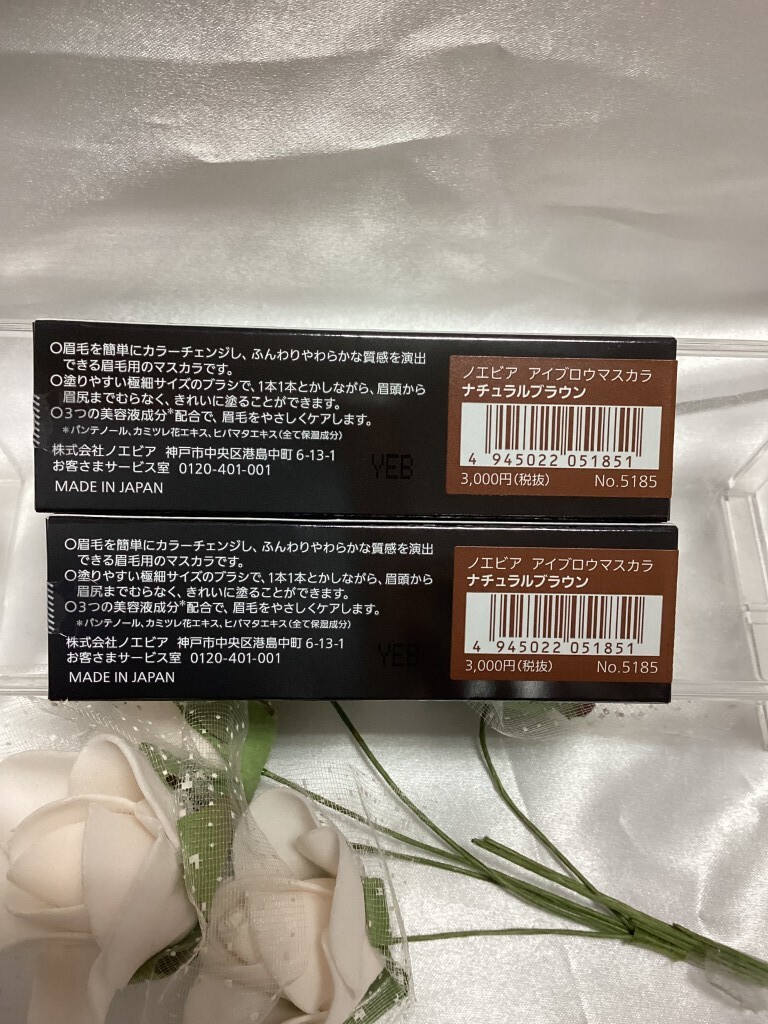 ○眉毛を簡単にカラーチェンジし、ふんわりやわらかな質感を演出
できる眉毛用のマスカラです。
○塗りやすい極細サイズのブラシで、1本1本とかしながら、眉頭から
眉尻までむらなく、きれいに塗ることができます。
○3つの美容液成分*配合で、眉毛をやさしくケアします。
*パンテノール、カミツレ花エキス、ヒバマタエキス(全て保湿成分)
株式会社ノエビア 神戸市中央区港島中町 6-13-1
お客さまサービス室 0120-401-001
MADE IN JAPAN
YEB
ノエビア アイブロウマスカラ
ナチュラルブラウン
4 945022 051851
3,000円(税抜) No.5185
○眉毛を簡単にカラーチェンジし、ふんわりやわらかな質感を演出
できる眉毛用のマスカラです。
○塗りやすい極細サイズのブラシで、1本1本とかしながら、眉頭から
眉尻までむらなく、きれいに塗ることができます。
○3つの美容液成分*配合で、眉毛をやさしくケアします。
*パンテノール、カミツレ花エキス、ヒバマタエキス(全て保湿成分)
株式会社ノエビア 神戸市中央区港島中町 6-13-1
お客さまサービス室 0120-401-001
MADE IN JAPAN
YEB
ノエビア アイブロウマスカラ
ナチュラルブラウン
4 945022 051851
3,000円(税抜) No.5185